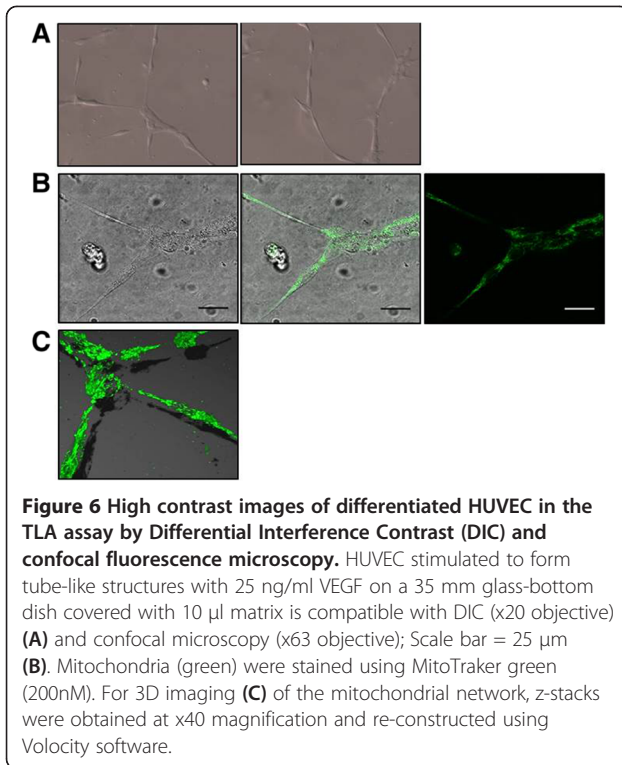 A
B
C
Figure 6 High contrast images of differentiated HUVEC in the
TLA assay by Differential Interference Contrast (DIC) and
confocal fluorescence microscopy. HUVEC stimulated to form
tube-like structures with 25 ng/ml VEGF on a 35 mm glass-bottom
dish covered with 10 μl matrix is compatible with DIC (x20 objective)
(A) and confocal microscopy (x63 objective); Scale bar = 25 μm
(B). Mitochondria (green) were stained using MitoTraker green
(200nM). For 3D imaging (C) of the mitochondrial network, z-stacks
were obtained at x40 magnification and re-constructed using
Volocity software.